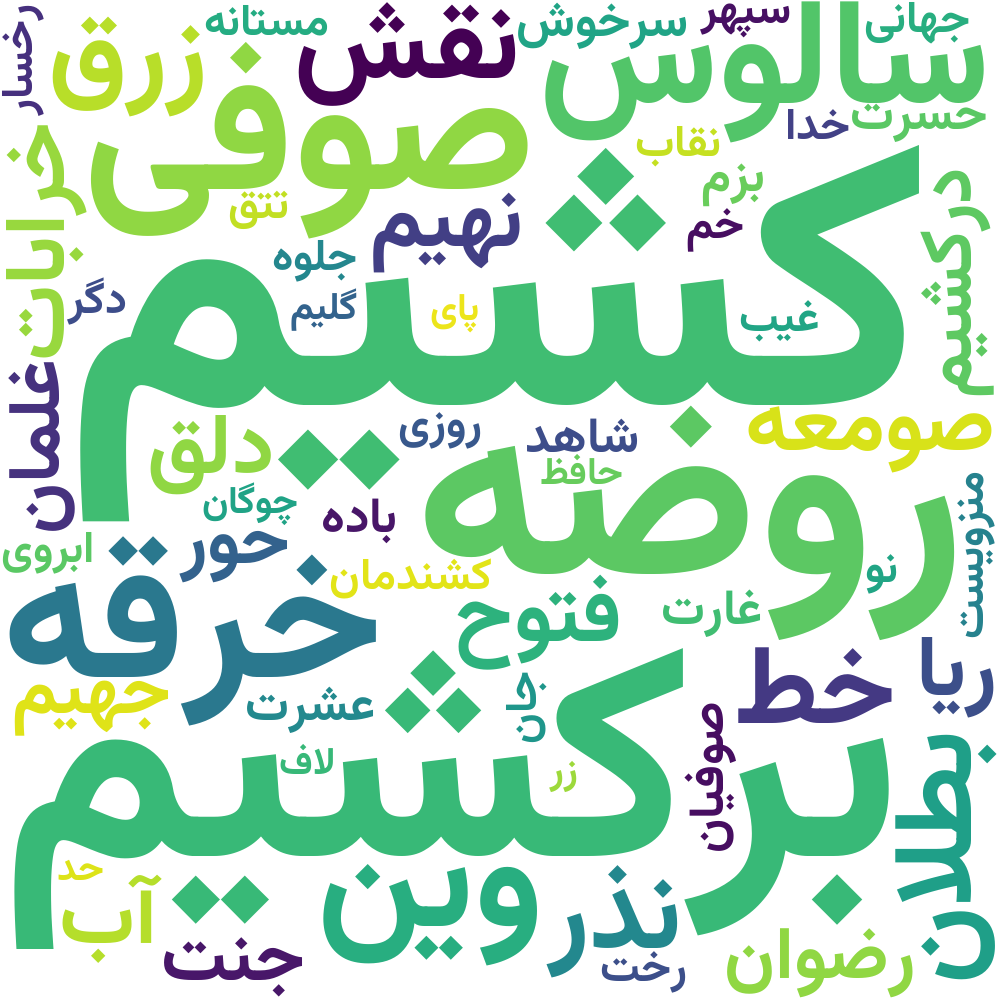 جهانی
سپهر
سرخوش
مستانه
رخسار
نقش
زرق
سالوس
صوفی
حسرت
خدا
نقاب
خرابات
بزم
درکشیم
تتق
نهیم
خم
جلوه
کشیم
دگر
گلیم
پای
غیب
غلمان
صومعه
دلق
روزی
شاهد
حافظ
روضه
چوگان
باده
منزویست
ابروی
حور
کشندمان
نو
خرقه
فتوح
غارت
ریا
خط
جهیم
عشرت
جان
صوفیان
برکشیم
لاف
زر
بطلان
حد
آب
وین
نذر
رضوان
جنت
رخت